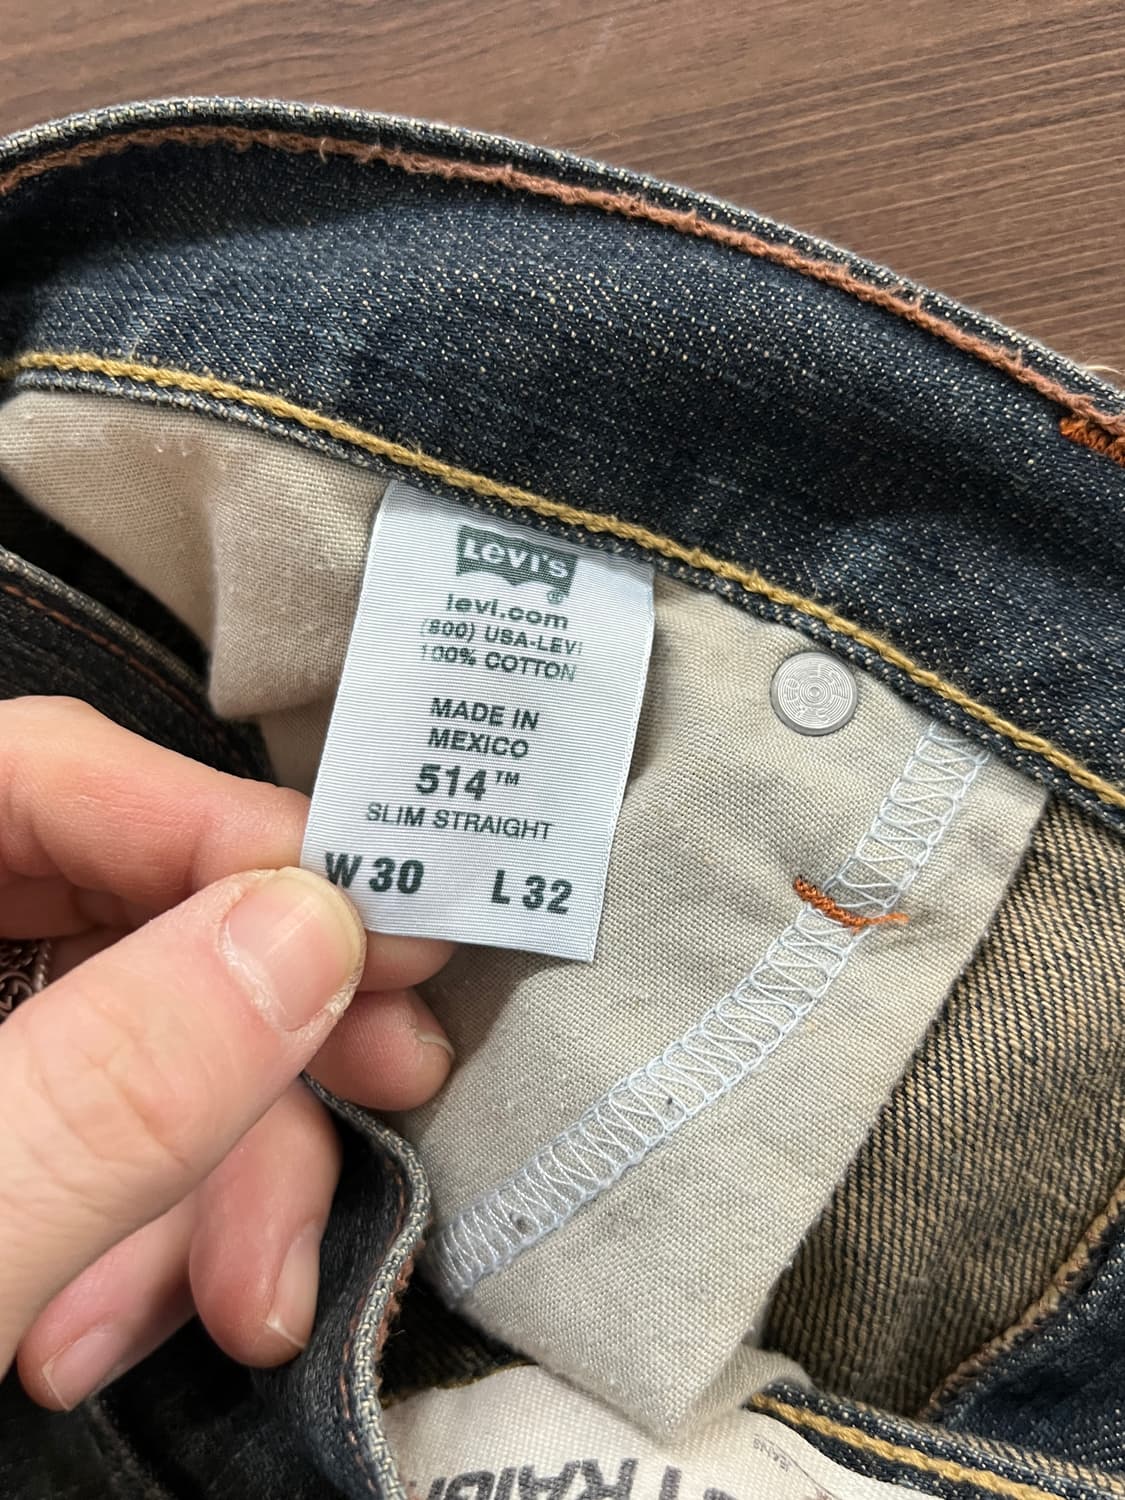 Levi's®
levi.com
(800) USA-LEVI
100% COTTON
MADE IN
MEXICO
514™
SLIM STRAIGHT
W 30 L 32